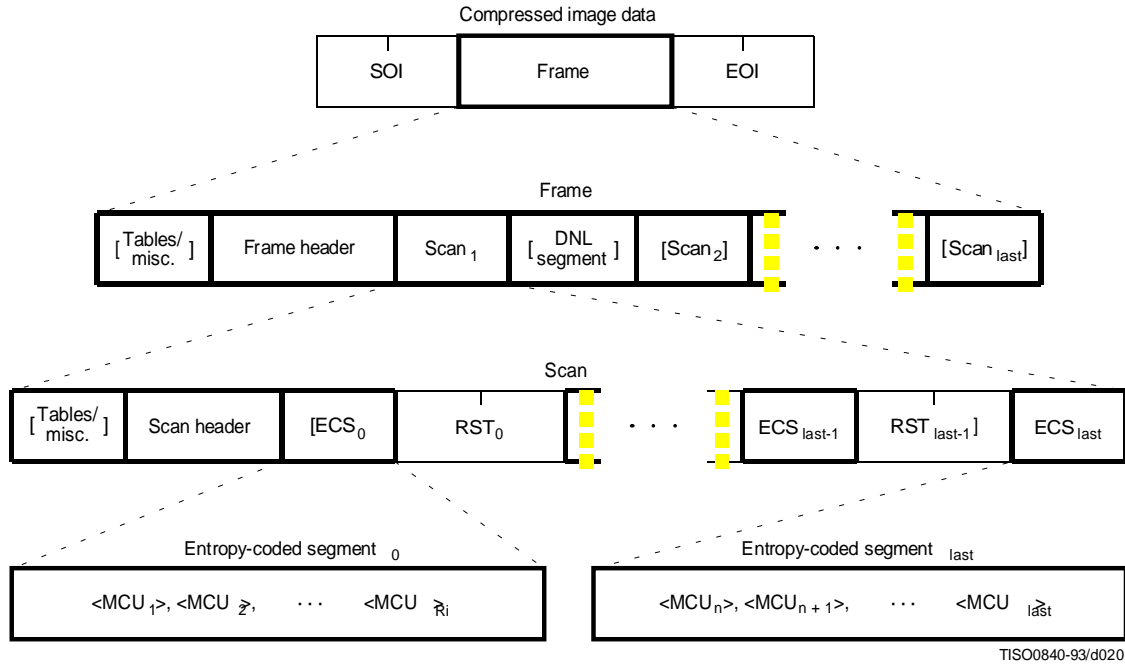 Compressed image data
SOI Frame EOI
Frame
[ Tables/ misc. ] Frame header Scan 1 [ DNL segment ] [Scan 2] · · · [Scan last]
Scan
[ Tables/ misc. ] Scan header [ECS 0 RST 0 · · · ECS last-1 RST last-1] ECS last
Entropy-coded segment 0 Entropy-coded segment last
<MCU 1>, <MCU 2>, · · · <MCU Ri> <MCU n>, <MCU n + 1>, · · · <MCU last>
TISO0840-93/d020